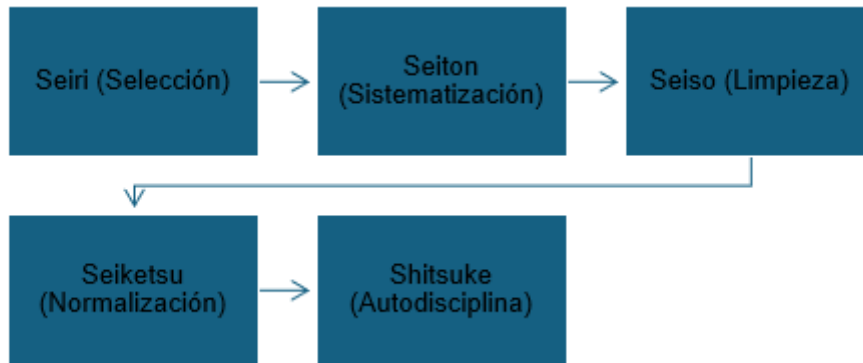 Seiri (Selección)
Seiton
(Sistematización)
Seiso (Limpieza)
Seiketsu
(Normalización)
Shitsuke
(Autodisciplina)